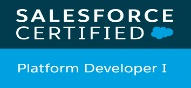 SALESFORCE
CERTIFIED
Platform Developer I